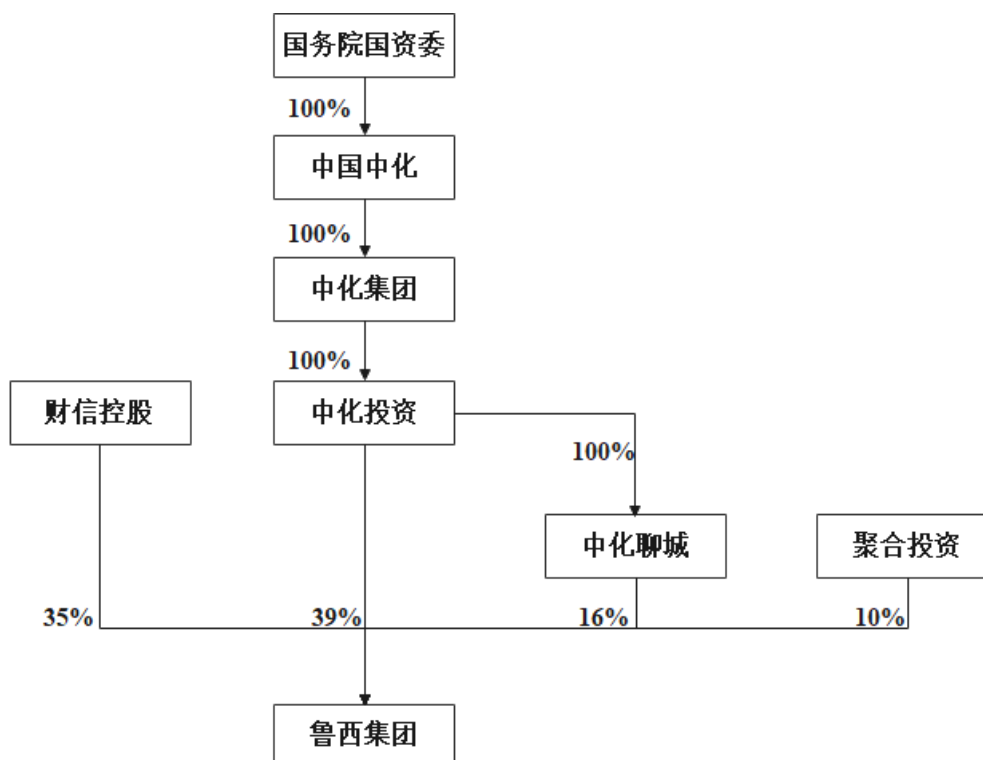 国务院国资委
100%
中国中化
100%
中化集团
100%
财信控股
中化投资
100%
中化聊城
聚合投资
35%
39%
16%
10%
鲁西集团